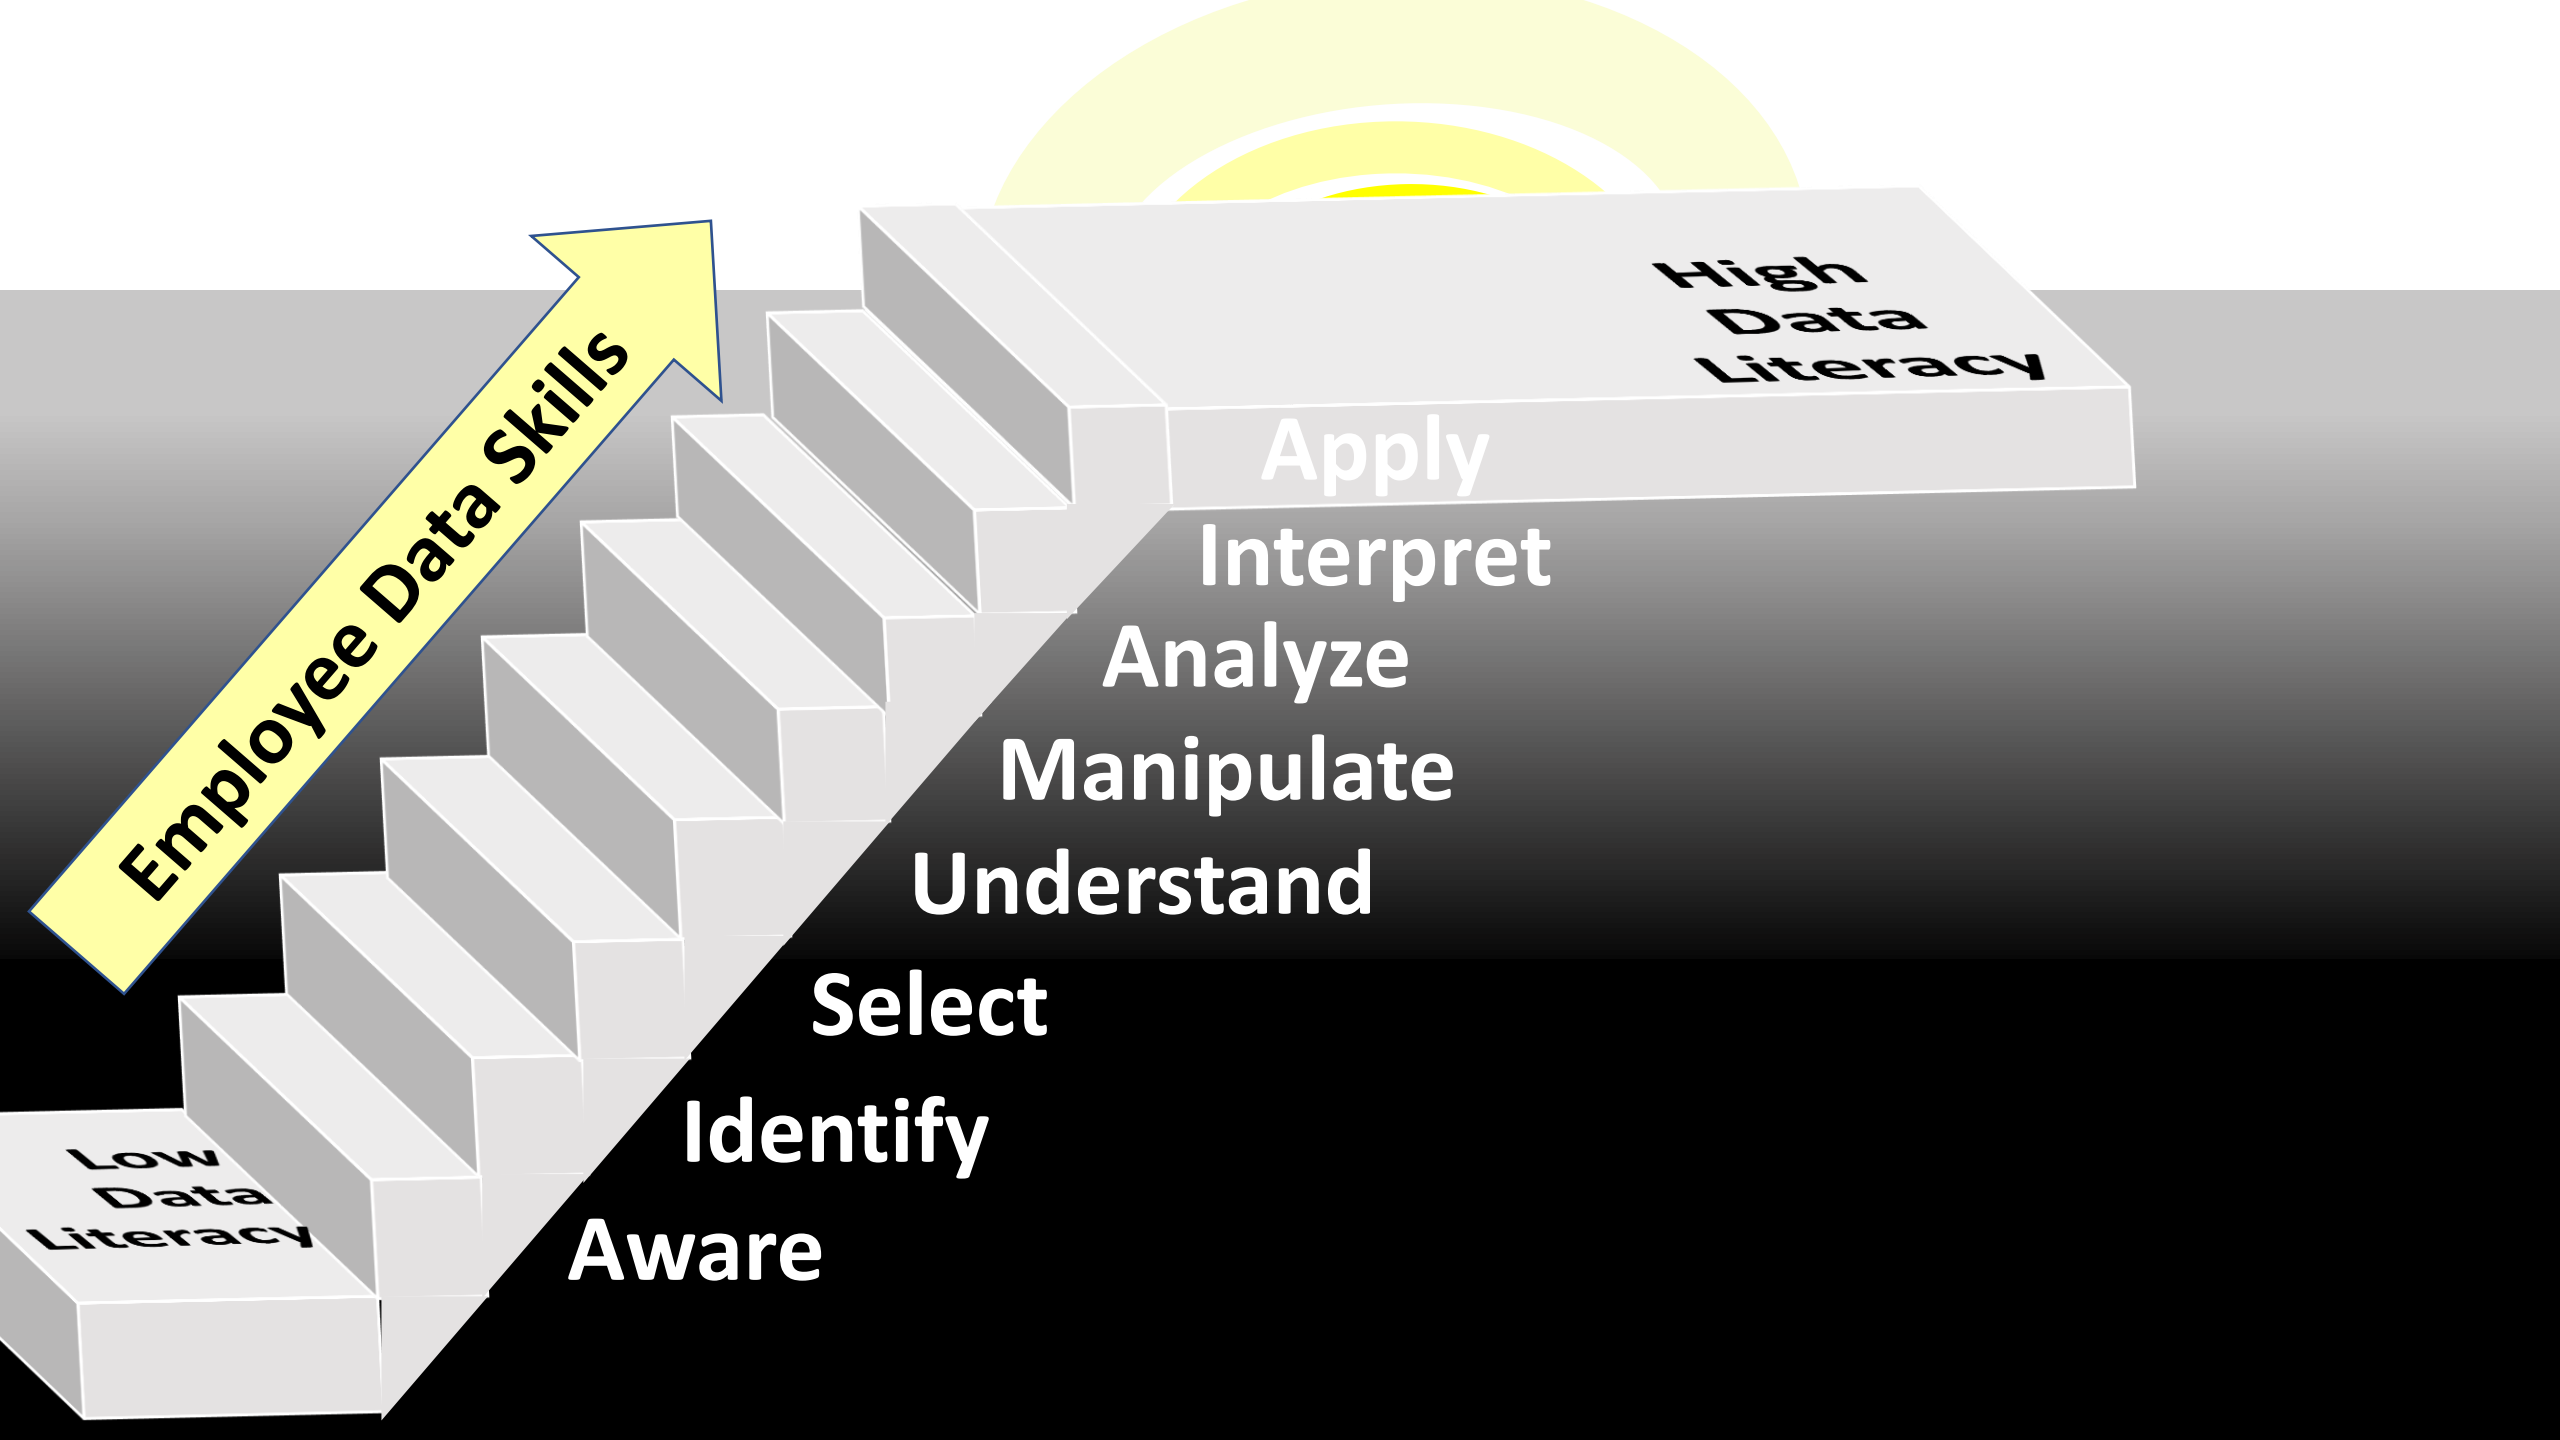 High
Data
Literacy
Employee Data Skills
Apply
Interpret
Analyze
Manipulate
Understand
Select
Identify
Aware
Low
Data
Literacy